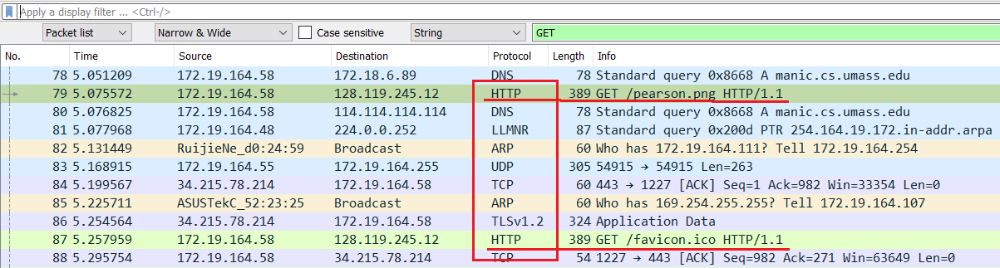 Apply a display filter ... <Ctrl-/>
Packet list Narrow & Wide Case sensitive String GET
No. Time Source Destination Protocol Length Info
78 5.051209 172.19.164.58 172.18.6.89 DNS 78 Standard query 0x8668 A manic.cs.umass.edu
79 5.075572 172.19.164.58 128.119.245.12 HTTP 389 GET /pearson.png HTTP/1.1
80 5.076825 172.19.164.58 114.114.114.114 DNS 78 Standard query 0x8668 A manic.cs.umass.edu
81 5.077968 172.19.164.48 224.0.0.252 LLMNR 87 Standard query 0x200d PTR 254.164.19.172.in-addr.arpa
82 5.131449 RuijieNe_d0:24:59 Broadcast ARP 60 Who has 172.19.164.111? Tell 172.19.164.254
83 5.168915 172.19.164.55 172.19.164.255 UDP 305 54915 → 54915 Len=263
84 5.199567 34.215.78.214 172.19.164.58 TCP 60 443 → 1227 [ACK] Seq=1 Ack=982 Win=33354 Len=0
85 5.225711 ASUSTekC_52:23:25 Broadcast ARP 60 Who has 169.254.255.255? Tell 172.19.164.107
86 5.254564 34.215.78.214 172.19.164.58 TLSv1.2 324 Application Data
87 5.257959 172.19.164.58 128.119.245.12 HTTP 389 GET /favicon.ico HTTP/1.1
88 5.295754 172.19.164.58 34.215.78.214 TCP 54 1227 → 443 [ACK] Seq=982 Ack=271 Win=63649 Len=0